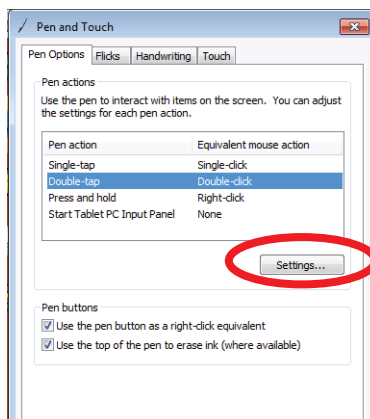 Pen and Touch
Pen Options Flicks Handwriting Touch
Pen actions
Use the pen to interact with items on the screen. You can adjust
the settings for each pen action.
Pen action Equivalent mouse action
Single-tap Single-click
Double-tap Double-click
Press and hold Right-click
Start Tablet PC Input Panel None
Settings...
Pen buttons
Use the pen button as a right-click equivalent
Use the top of the pen to erase ink (where available)